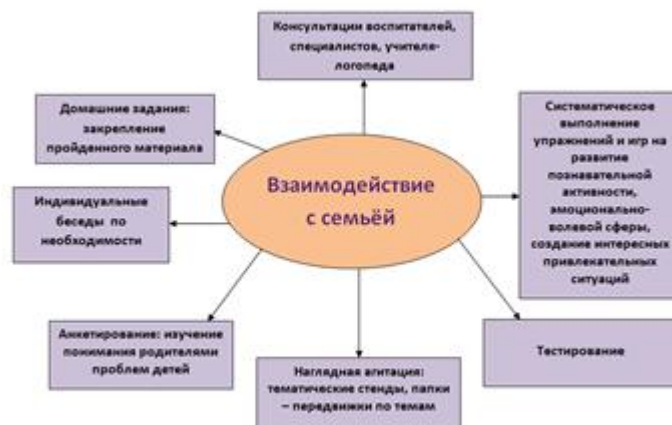 Консультации воспитателей,
специалистов, учителя-
логопеда
Домашние задания:
закрепление
пройденного материала
Систематическое
выполнение
упражнений и игр на
развитие
познавательной
активности,
эмоционально-
волевой сферы,
создание интересных
привлекательных
ситуаций
Взаимодействие
с семьёй
Индивидуальные
беседы по
необходимости
Анкетирование: изучение
понимания родителями
проблем детей
Наглядная агитация:
тематические стенды, папки
– передвижки по темам
Тестирование